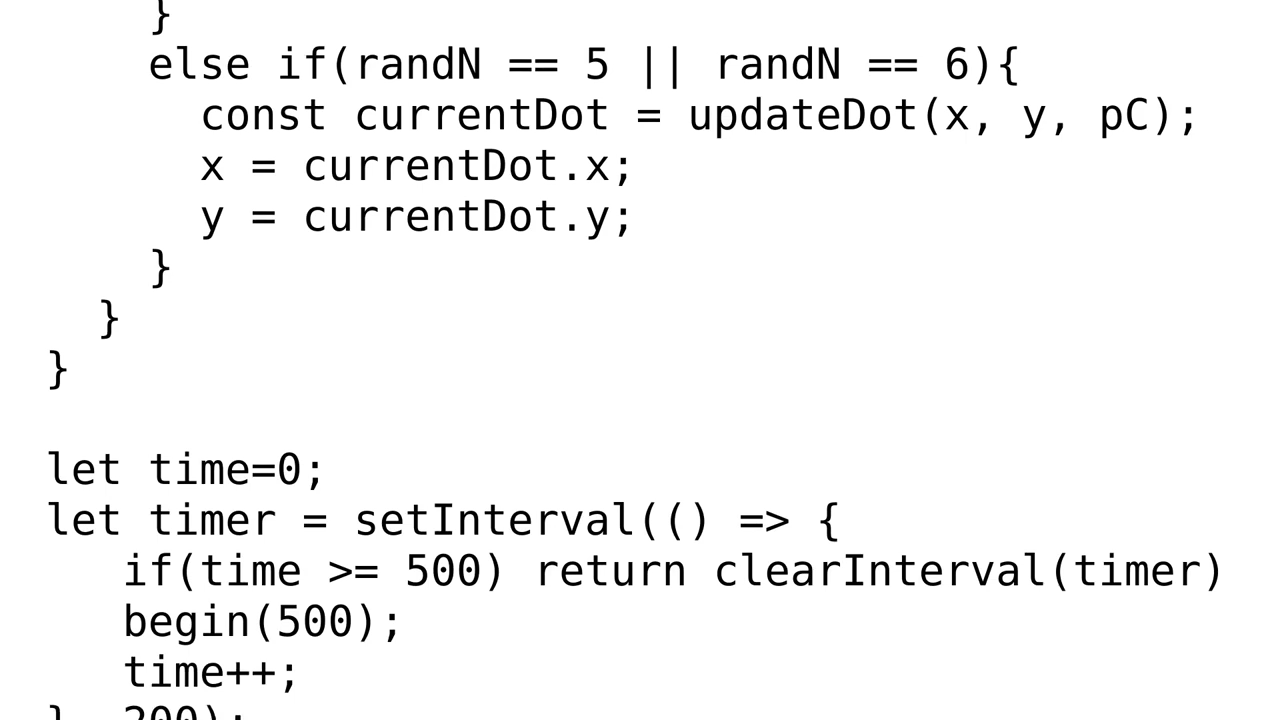 }
else if(randN == 5 || randN == 6){
const currentDot = updateDot(x, y, pC);
x = currentDot.x;
y = currentDot.y;
}
}
}
let time=0;
let timer = setInterval(() => {
if(time >= 500) return clearInterval(timer)
begin(500);
time++;
}, 200);